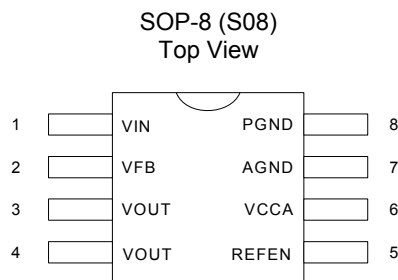 SOP-8 (S08)
Top View
1 VIN PGND 8
2 VFB AGND 7
3 VOUT VCCA 6
4 VOUT REFEN 5